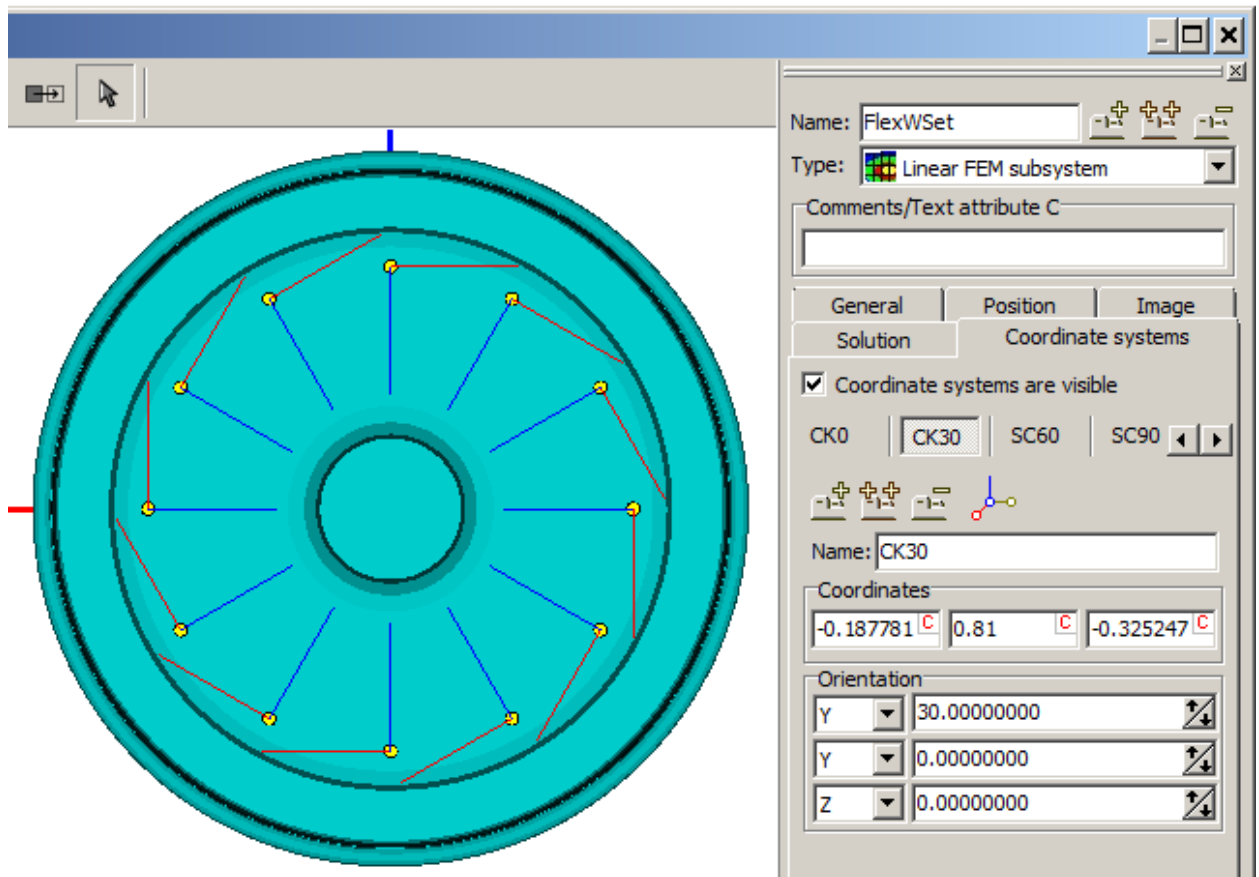 Name: FlexWSet
Type: Linear FEM subsystem
Comments/Text attribute C
General Position Image
Solution Coordinate systems
Coordinate systems are visible
CK0 CK30 SC60 SC90
Name: CK30
Coordinates
-0.187781 C 0.81 C -0.325247 C
Orientation
Y 30.00000000
Y 0.00000000
Z 0.00000000